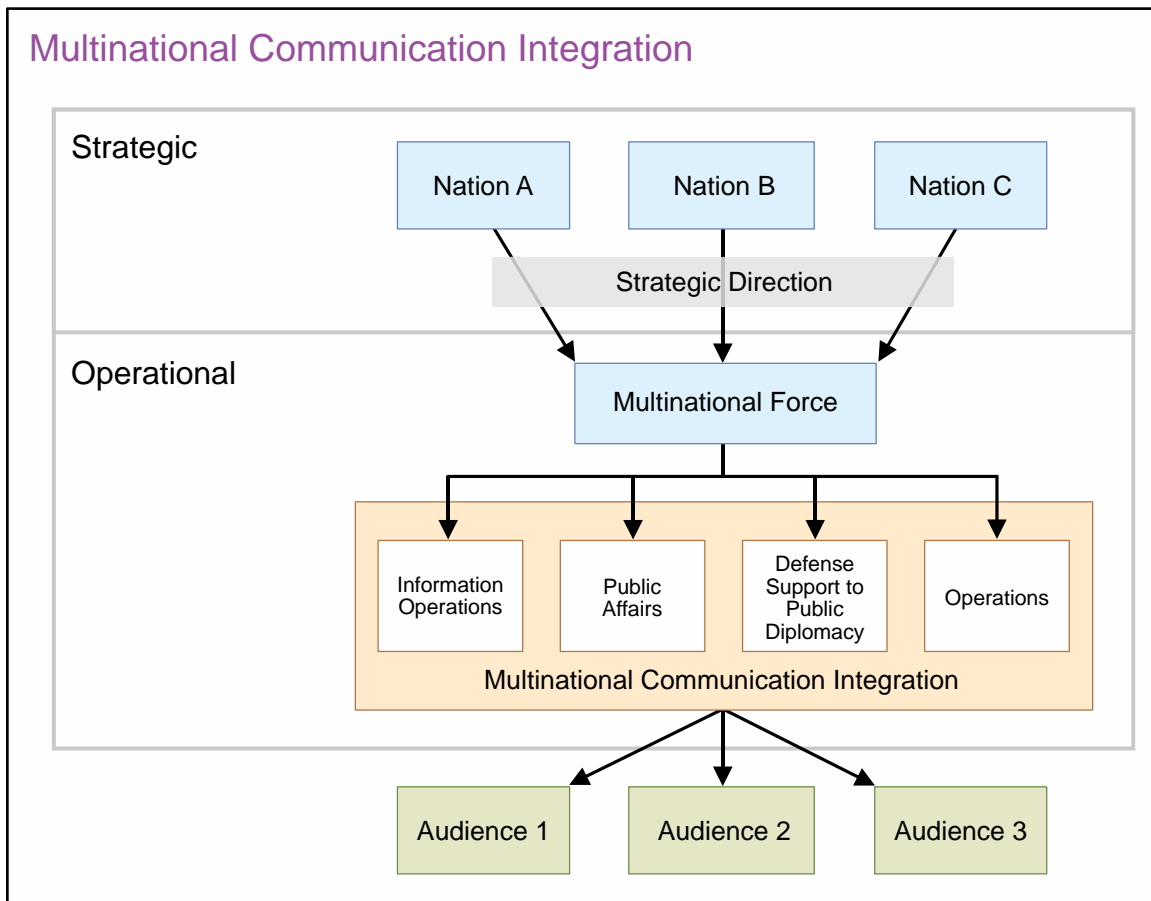 Multinational Communication Integration
Strategic
Nation A
Nation B
Nation C
Strategic Direction
Operational
Multinational Force
Information
Operations
Public
Affairs
Defense
Support to
Public
Diplomacy
Operations
Multinational Communication Integration
Audience 1
Audience 2
Audience 3